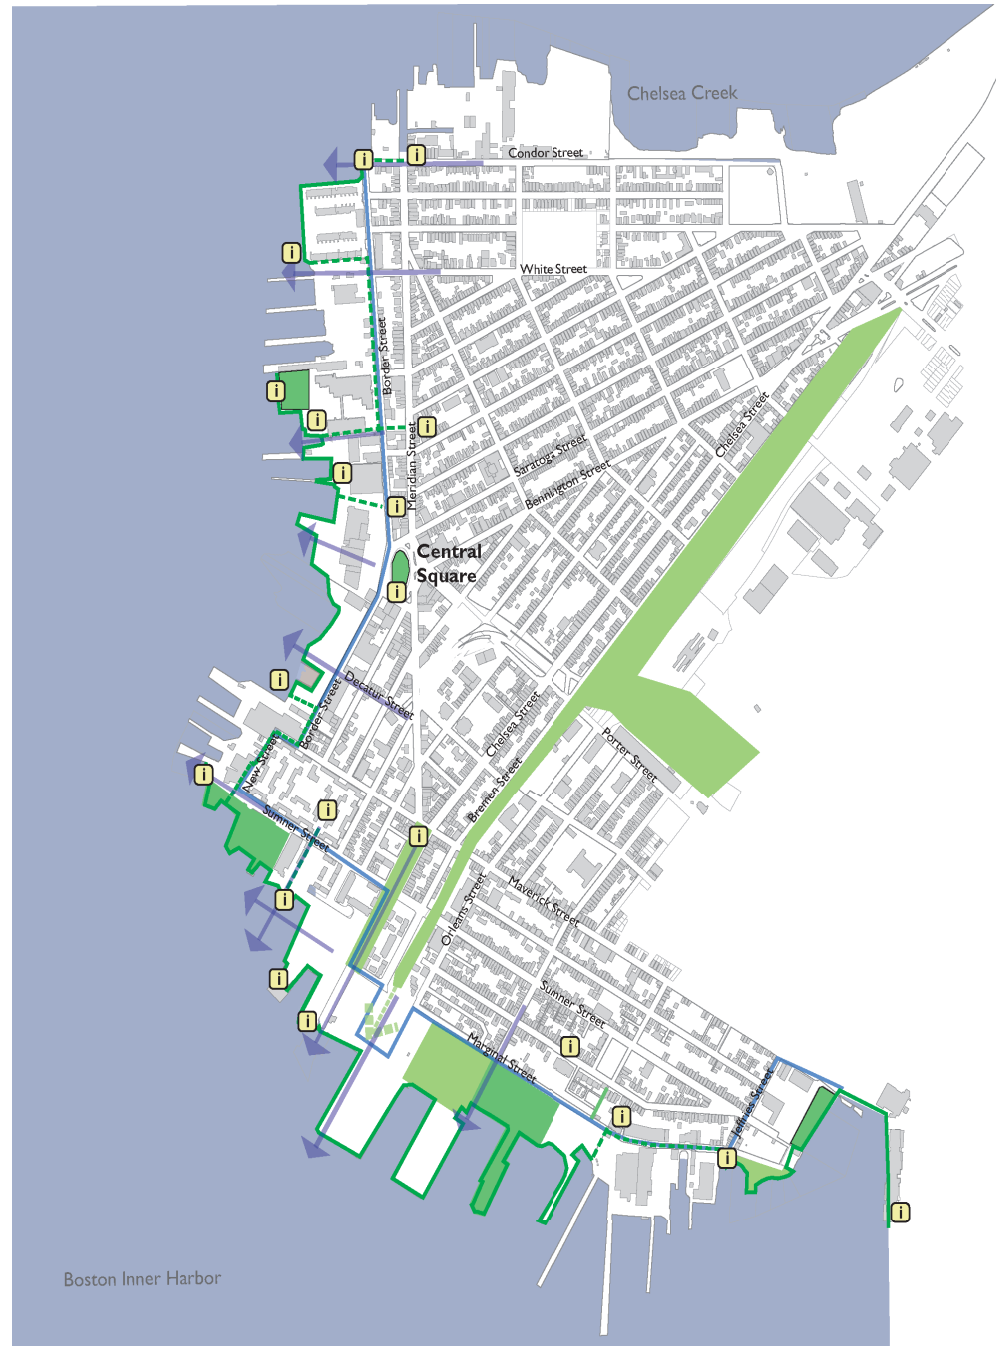 Chelsea Creek
i
i
Condor Street
i
White Street
Border Street
i
i
i
Chelsea Street
Meridian Street
Saratoga Street
Bennington Street
i
i
Central
Square
i
i
Decatur Street
Border Street
Chelsea Street
New Street
Porter Street
i
Bremen Street
i
Sumner Street
i
Maverick Street
Orleans Street
i
i
Sumner Street
i
Marginal Street
i
Jeffries Street
i
i
i
Boston Inner Harbor